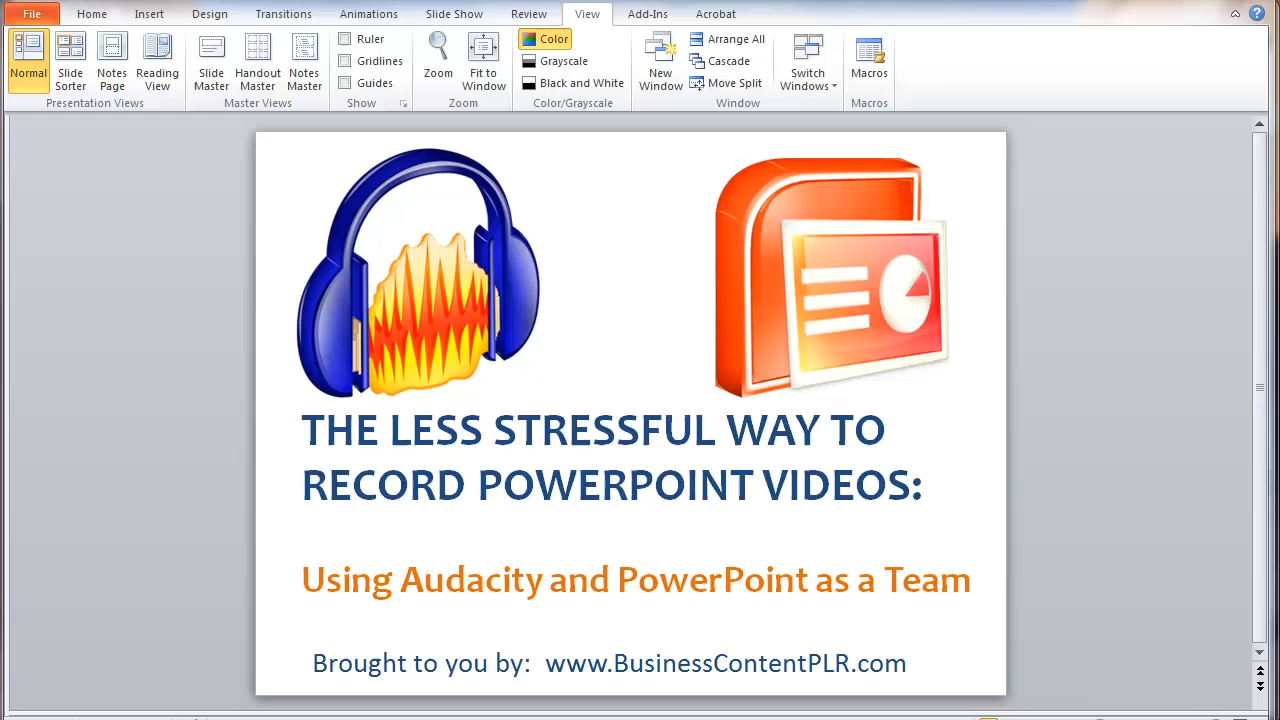 File Home Insert Design Transitions Animations Slide Show Review View Add-Ins Acrobat
Normal Slide Sorter Notes Page Reading View
Presentation Views
Slide Master Handout Master Notes Master
Master Views
Ruler
Gridlines
Guides
Show
Zoom Fit to Window
Zoom
Color
Grayscale
Black and White
Color/Grayscale
New Window
Arrange All
Cascade
Move Split
Switch Windows
Window
Macros
Macros
THE LESS STRESSFUL WAY TO
RECORD POWERPOINT VIDEOS:
Using Audacity and PowerPoint as a Team
Brought to you by: www.BusinessContentPLR.com